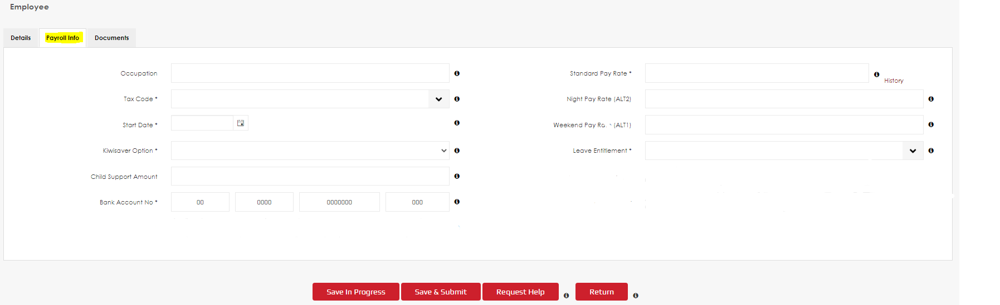 Employee
Details Payroll Info Documents
Occupation
Tax Code *
Start Date *
Kiwisaver Option *
Child Support Amount
Bank Account No * 00 0000 0000000 000
Standard Pay Rate *
History
Night Pay Rate (ALT2)
Weekend Pay (ALT1)
Leave Entitlement *
Save In Progress Save & Submit Request Help Return